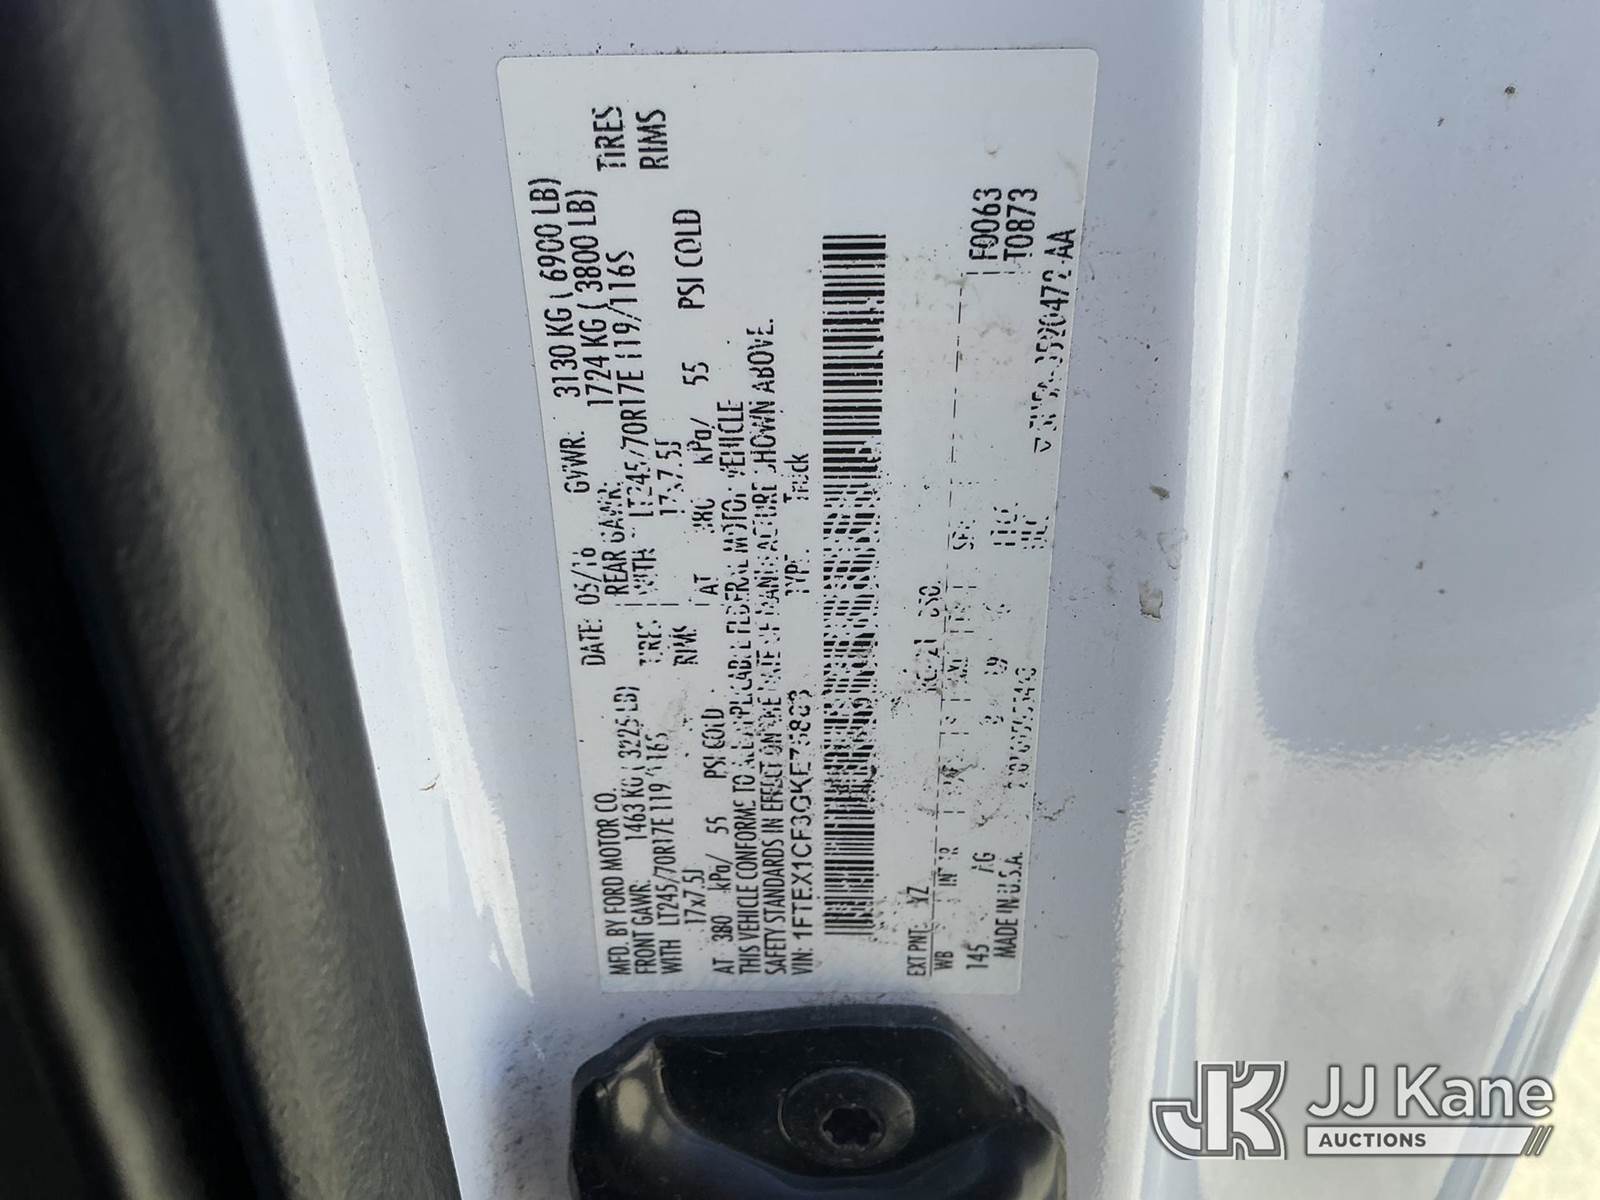 MFD. BY FORD MOTOR CO.
DATE: 05/16 GVWR: 3130 KG ( 6900 LB)
FRONT GAWR: 1463 KG ( 3225 LB) REAR GAWR: 1724 KG ( 3800 LB)
WITH LT245/70R17E 119/116S TIRES WITH LT245/70R17E 119/116S TIRES
17x7.5J RIMS 17x7.5J RIMS
AT 380 kPa/ 55 PSI COLD AT 380 kPa/ 55 PSI COLD
THIS VEHICLE CONFORMS TO ALL APPLICABLE FEDERAL MOTOR VEHICLE
SAFETY STANDARDS IN EFFECT ON THE DATE OF MANUFACTURE SHOWN ABOVE.
VIN: TYPE: Truck
EXT PNT: YZ
WB
F0063
145
T0873
MADE IN U.S.A.
JK JJ Kane
AUCTIONS